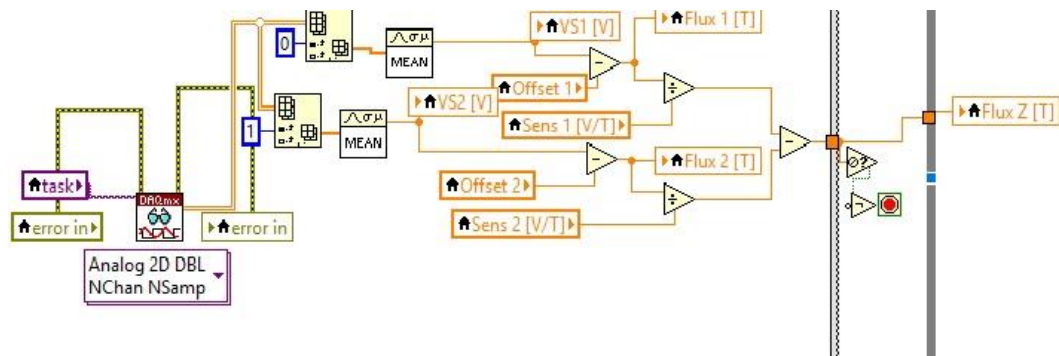 VS1 [V]
Flux 1 [T]
0
MEAN
Offset 1
VS2 [V]
Flux Z [T]
1
MEAN
Sens 1 [V/T]
Flux 2 [T]
task
Offset 2
DAQmx
error in
error in
Sens 2 [V/T]
Analog 2D DBL
NChan NSamp